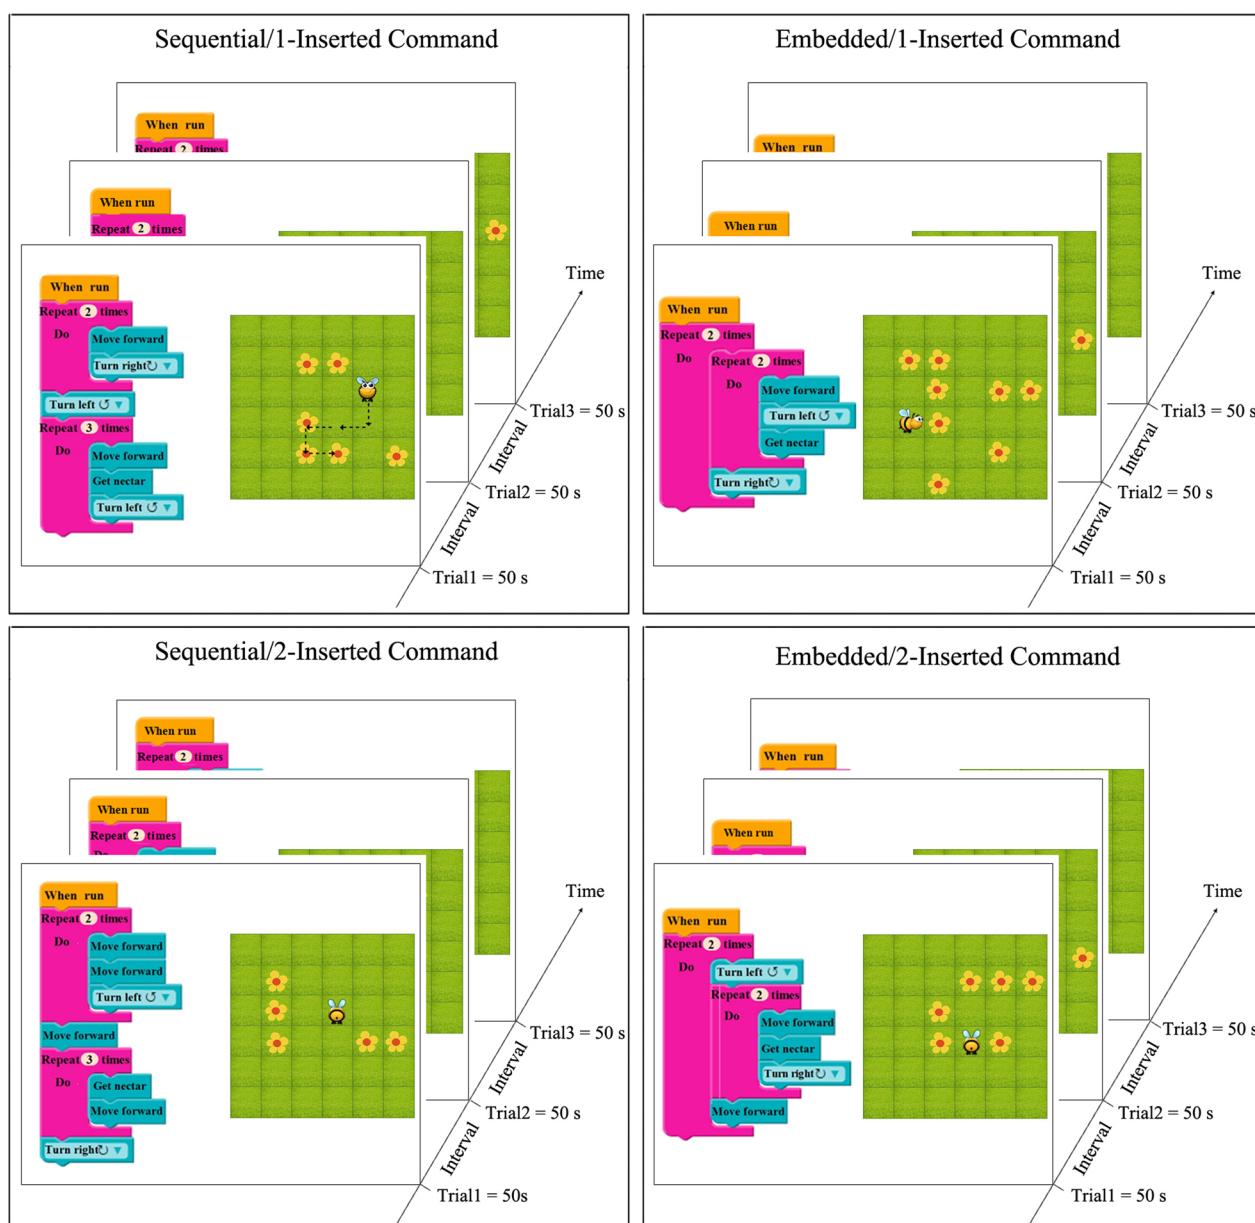 Sequential/1-Inserted Command
When run
Repeat 2 times
When run
Repeat 2 times
When run
Repeat 2 times
Do
Move forward
Turn right
Turn left
Repeat 3 times
Do
Move forward
Get nectar
Turn left
Time
Trial3 = 50 s
Interval
Trial2 = 50 s
Interval
Trial1 = 50 s
Embedded/1-Inserted Command
When run
When run
When run
Repeat 2 times
Do
Repeat 2 times
Do
Move forward
Turn left
Get nectar
Turn right
Time
Trial3 = 50 s
Interval
Trial2 = 50 s
Interval
Trial1 = 50 s
Sequential/2-Inserted Command
When run
Repeat 2 times
When run
Repeat 2 times
Do
When run
Repeat 2 times
Do
Move forward
Move forward
Turn left
Move forward
Repeat 3 times
Do
Get nectar
Move forward
Turn right
Time
Trial3 = 50 s
Interval
Trial2 = 50 s
Interval
Trial1 = 50s
Embedded/2-Inserted Command
When run
When run
When run
Repeat 2 times
Do
Turn left
Repeat 2 times
Do
Move forward
Get nectar
Turn right
Move forward
Time
Trial3 = 50 s
Interval
Trial2 = 50 s
Interval
Trial1 = 50 s